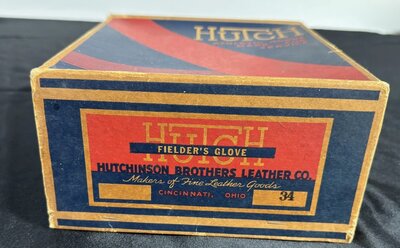 HUTCH
HUTCH
FIELDER'S GLOVE
HUTCHINSON BROTHERS LEATHER CO.
Makers of Fine Leather Goods
CINCINNATI, OHIO
34